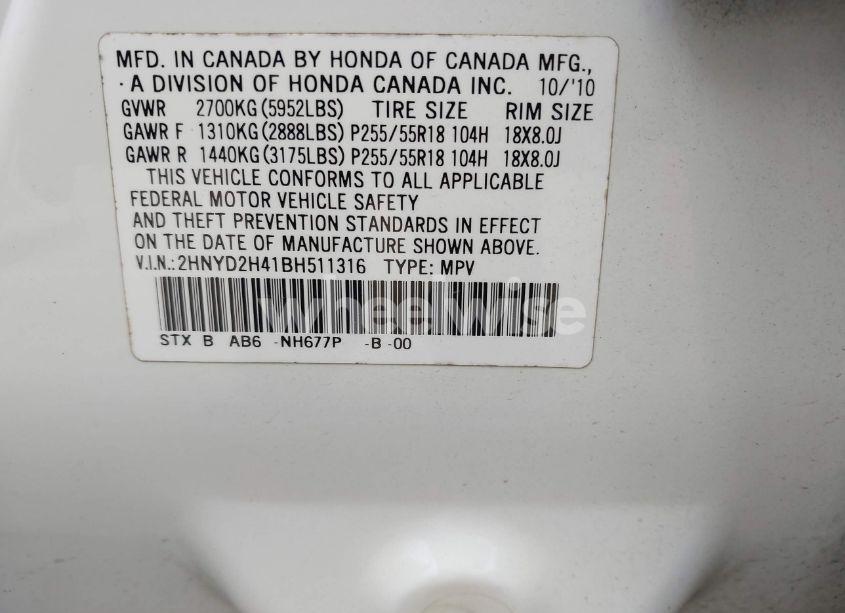 MFD. IN CANADA BY HONDA OF CANADA MFG.,
·A DIVISION OF HONDA CANADA INC. 10/'10
GVWR 2700KG(5952LBS) TIRE SIZE RIM SIZE
GAWR F 1310KG(2888LBS) P255/55R18 104H 18X8.0J
GAWR R 1440KG(3175LBS) P255/55R18 104H 18X8.0J
THIS VEHICLE CONFORMS TO ALL APPLICABLE
FEDERAL MOTOR VEHICLE SAFETY
AND THEFT PREVENTION STANDARDS IN EFFECT
ON THE DATE OF MANUFACTURE SHOWN ABOVE.
V.I.N.:2HNYD2H41BH511316 TYPE: MPV
wheelwise
STX B AB6 -NH677P -B -00